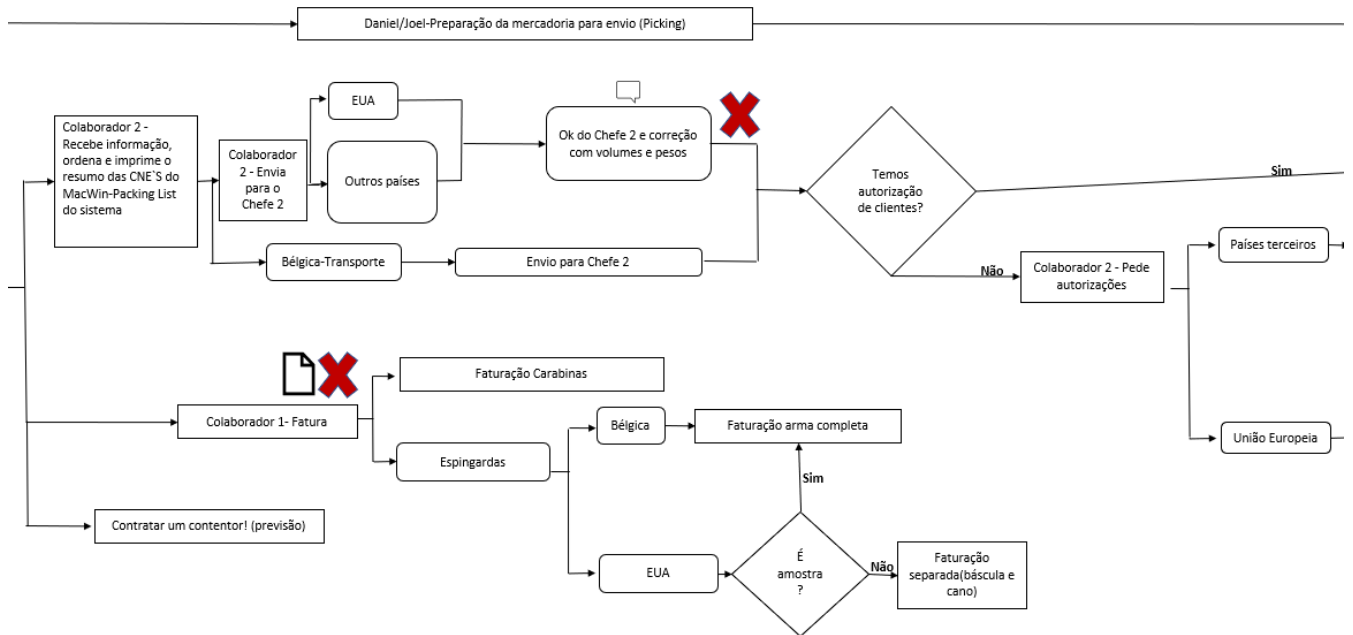 Daniel/Joel-Preparação da mercadoria para envio (Picking)
Colaborador 2 -
Recebe informação,
ordena e imprime o
resumo das CNE`S do
MacWin-Packing List
do sistema
Colaborador
2 - Envia
para o
Chefe 2
EUA
Outros países
Ok do Chefe 2 e correção
com volumes e pesos
Bélgica-Transporte
Envio para Chefe 2
Temos
autorização
de clientes?
Sim
Não
Colaborador 2 - Pede
autorizações
Países terceiros
União Europeia
Colaborador 1- Fatura
Faturação Carabinas
Espingardas
Bélgica
Faturação arma completa
Sim
EUA
É
amostra
?
Não
Faturação
separada(báscula e
cano)
Contratar um contentor! (previsão)